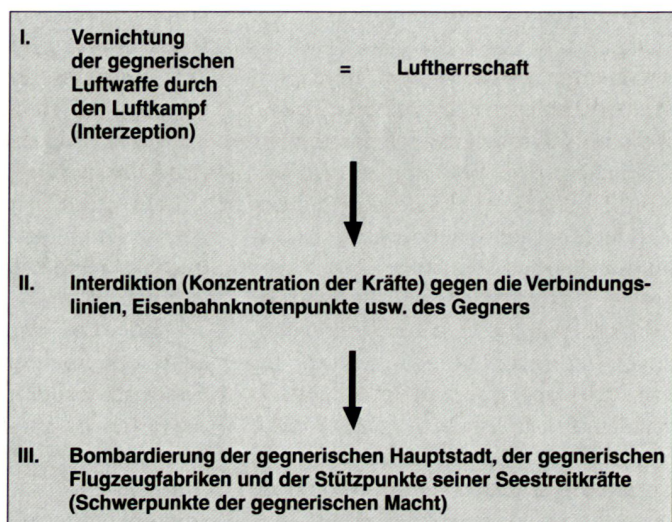 I. Vernichtung
der gegnerischen
Luftwaffe durch = Luftherrschaft
den Luftkampf
(Interzeption)
II. Interdiktion (Konzentration der Kräfte) gegen die Verbindungs-
linien, Eisenbahnknotenpunkte usw. des Gegners
III. Bombardierung der gegnerischen Hauptstadt, der gegnerischen
Flugzeugfabriken und der Stützpunkte seiner Seestreitkräfte
(Schwerpunkte der gegnerischen Macht)